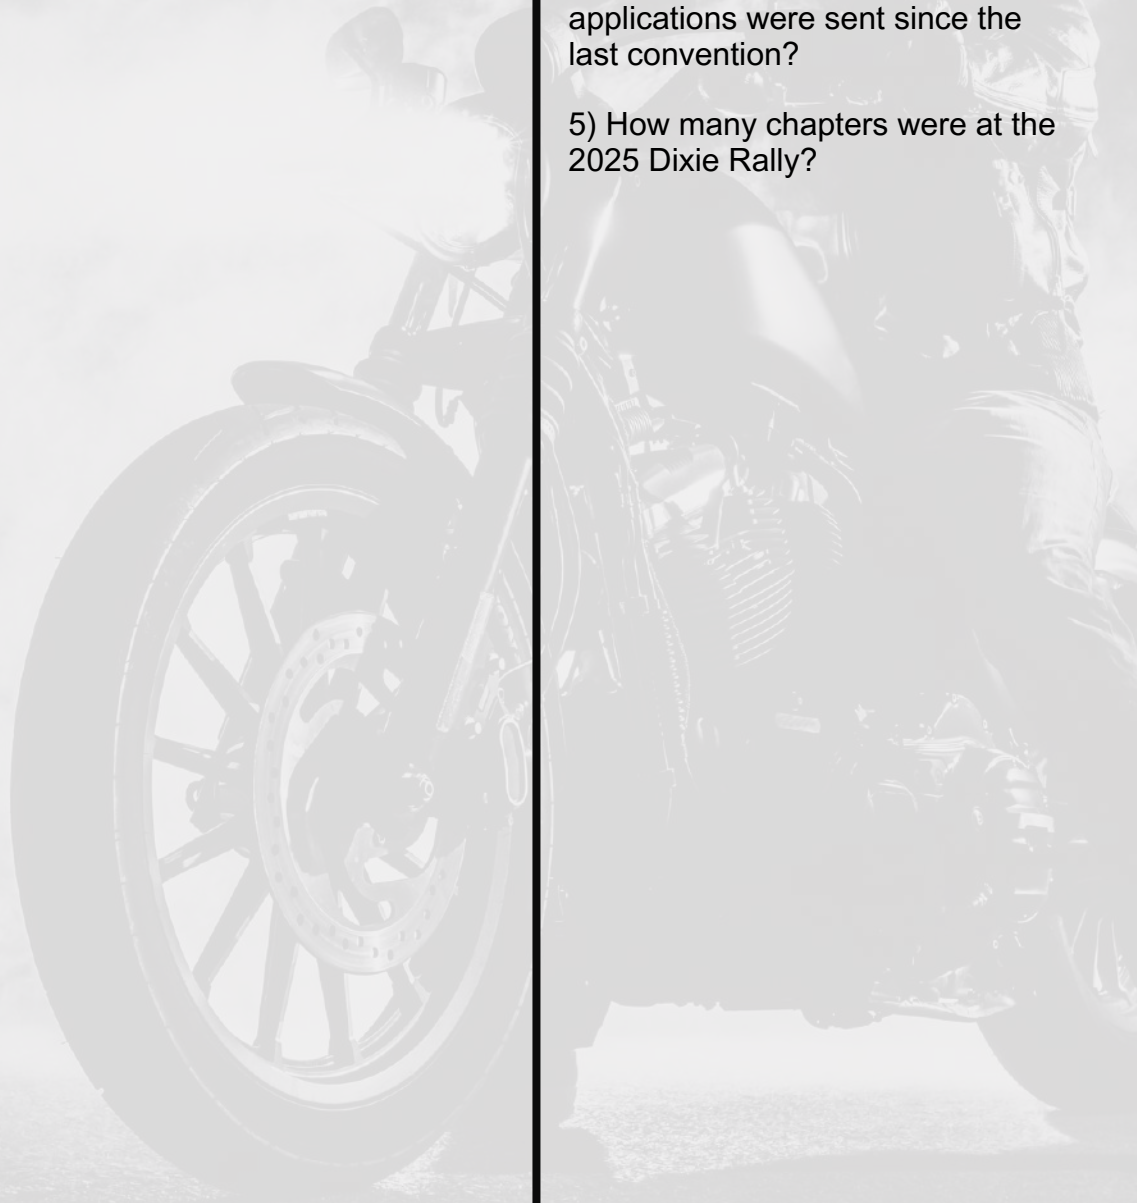 applications were sent since the
last convention?
5) How many chapters were at the
2025 Dixie Rally?